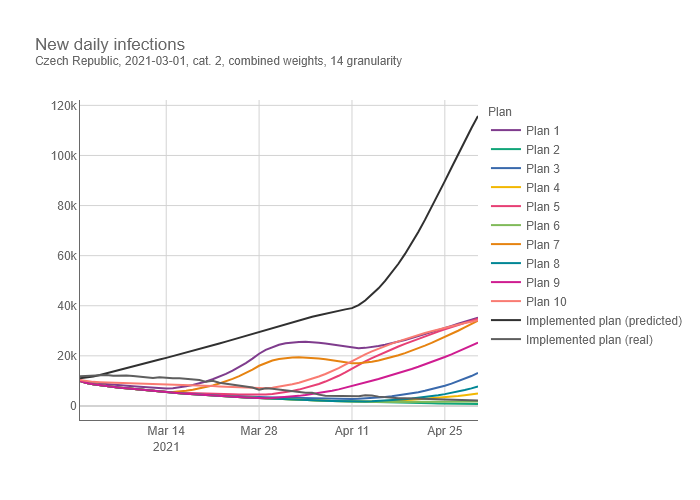 New daily infections
Czech Republic, 2021-03-01, cat. 2, combined weights, 14 granularity
120k
100k
80k
60k
40k
20k
0
Mar 14
2021
Mar 28
Apr 11
Apr 25
Plan
Plan 1
Plan 2
Plan 3
Plan 4
Plan 5
Plan 6
Plan 7
Plan 8
Plan 9
Plan 10
Implemented plan (predicted)
Implemented plan (real)